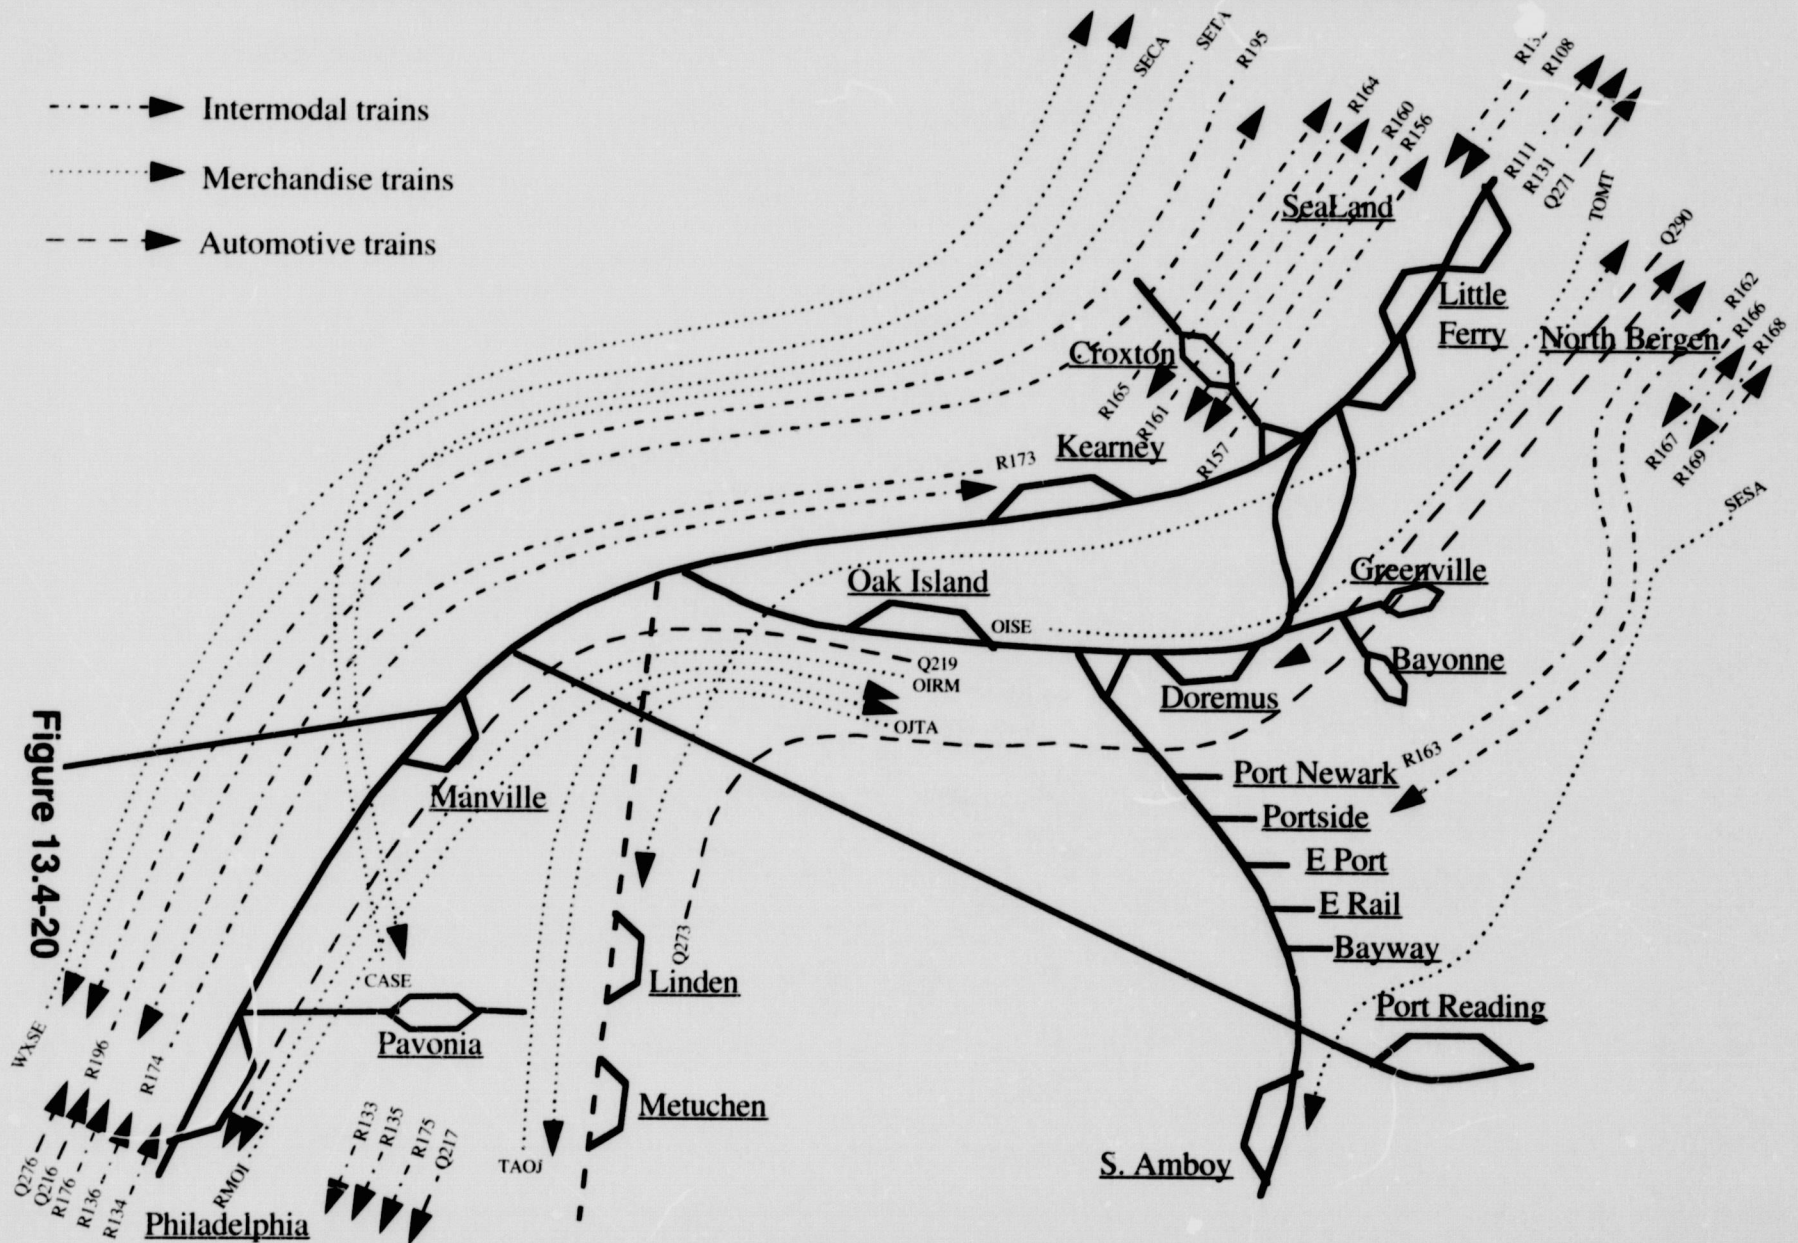 Intermodal trains
Merchandise trains
Automotive trains
SECA
SETA
R195
R164
R160
R156
R108
R111
R131
Q271
TOMT
Q290
R162
R166
R168
SeaLand
Little
Ferry
North Bergen
Croxton
R165
R161
R157
R167
R169
SESA
Kearney
R173
Oak Island
OISE
Greenville
Bayonne
Doremus
Q219
OIRM
OJTA
R163
Port Newark
Portside
E Port
E Rail
Bayway
Manville
Figure 13.4-20
CASE
Pavonia
Q273
Linden
Metuchen
Port Reading
S. Amboy
WXSE
R196
R174
Q276
Q216
R176
R136
R134
RMOI
R133
R135
R175
Q217
TAOJ
Philadelphia